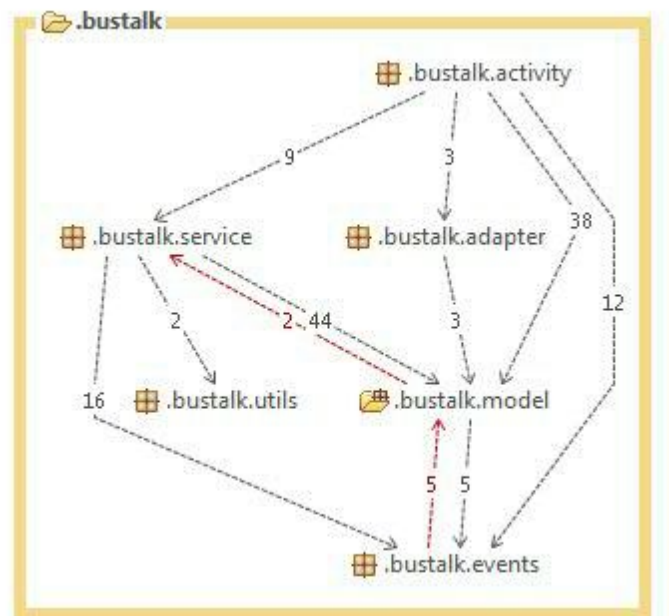 .bustalk
.bustalk.activity
9 3
.bustalk.service .bustalk.adapter 38
12
2 2 44 3
16 .bustalk.utils .bustalk.model
5 5
.bustalk.events